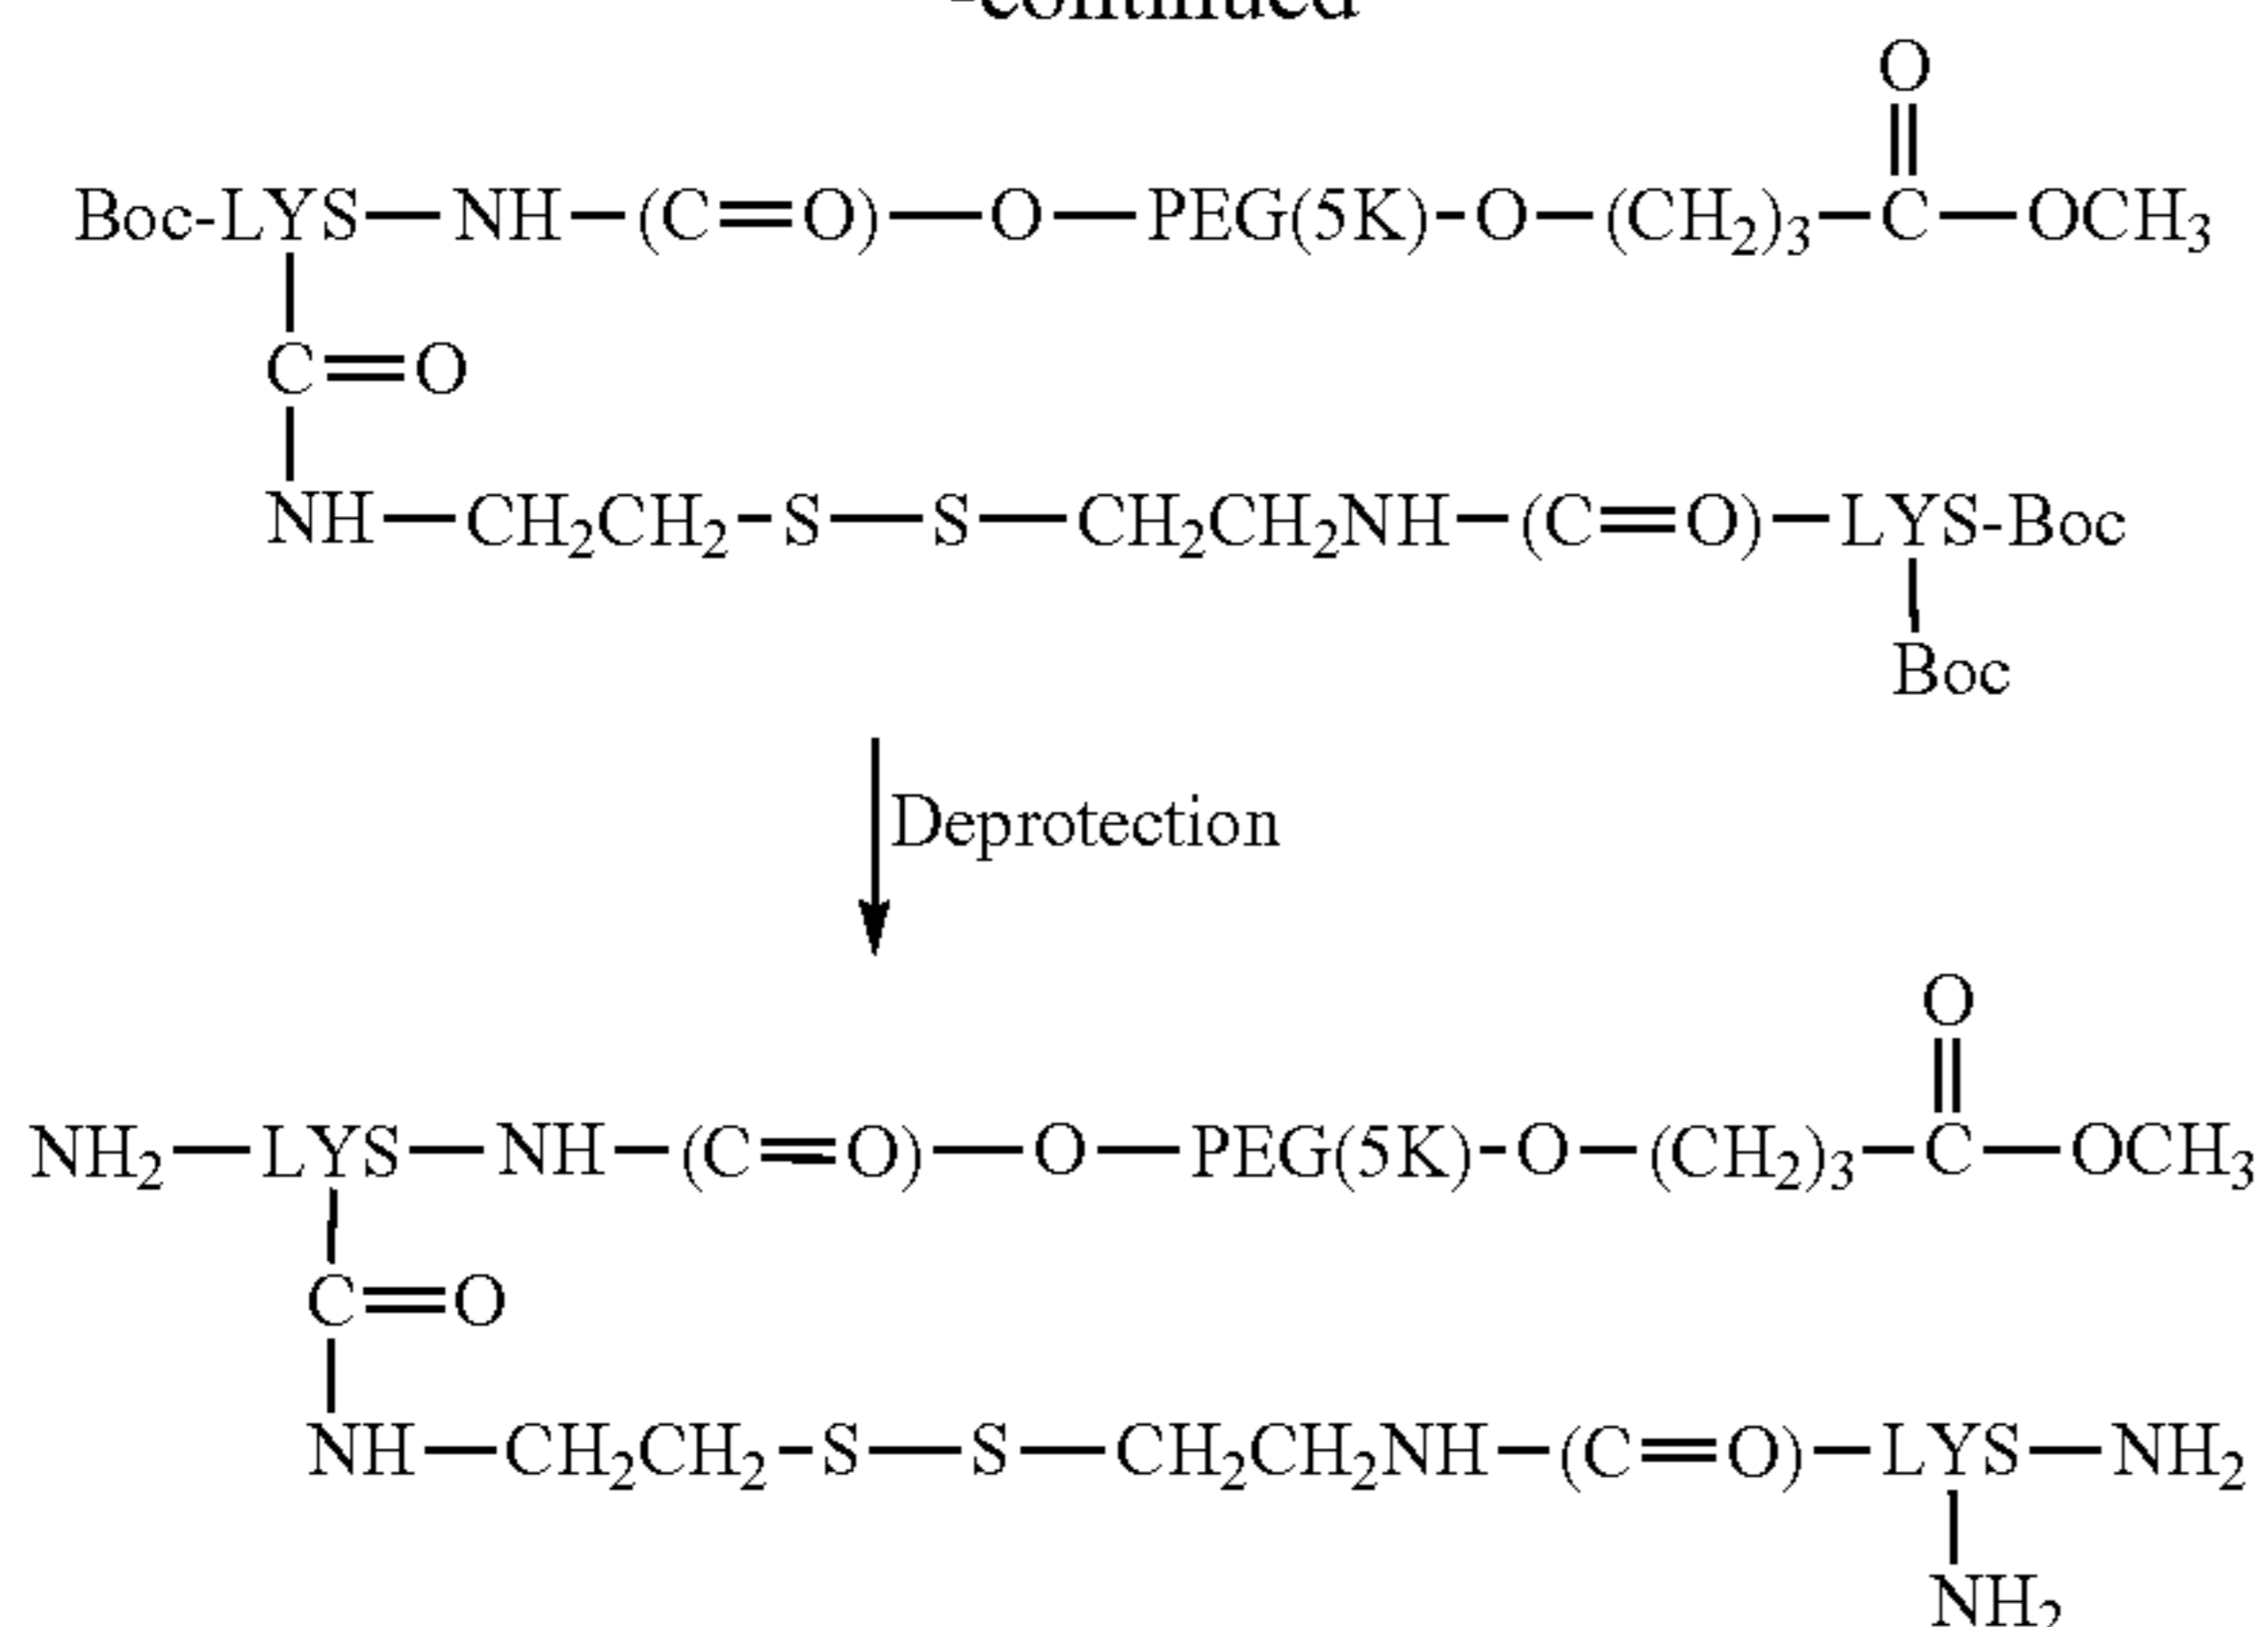 -continued
O
Boc-LYS—NH—(C=O)—O—PEG(5K)-O—(CH2)3—C—OCH3
C=O
NH—CH2CH2-S—S—CH2CH2NH—(C=O)—LYS-Boc
Boc
Deprotection
O
NH2—LYS—NH—(C=O)—O—PEG(5K)-O—(CH2)3—C—OCH3
C=O
NH—CH2CH2-S—S—CH2CH2NH—(C=O)—LYS—NH2
NH2